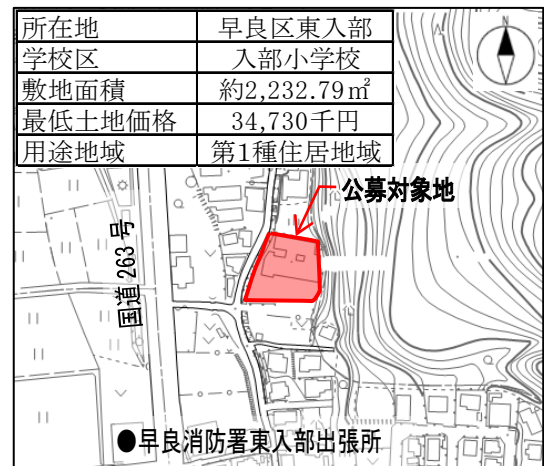 所在地 早良区東入部
学校区 入部小学校
敷地面積 約2,232.79㎡
最低土地価格 34,730千円
用途地域 第1種住居地域
N
公募対象地
国道263号
●早良消防署東入部出張所